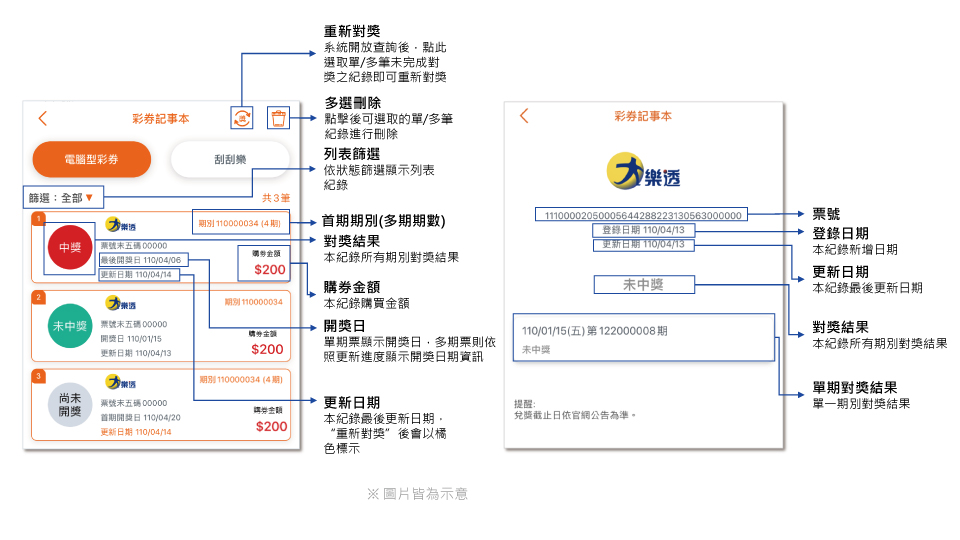 重新對獎
系統開放查詢後，點此
選取單/多筆未完成對
獎之紀錄即可重新對獎
多選刪除
點擊後可選取的單/多筆
紀錄進行刪除
列表篩選
依狀態篩選顯示列表
紀錄
首期期別(多期期數)
對獎結果
本紀錄所有期別對獎結果
購券金額
本紀錄購買金額
開獎日
單期票顯示開獎日，多期票則依
照更新進度顯示開獎日期資訊
更新日期
本紀錄最後更新日期，
“重新對獎”後會以橘
色標示
彩券記事本
獎
電腦型彩券
刮刮樂
篩選：全部▼
共3筆
1
大樂透
期別 110000034 (4 期)
中獎
票號末五碼 00000
最後開獎日 110/04/06
更新日期 110/04/14
購券金額
$200
2
大樂透
期別 110000034
未中獎
票號末五碼 00000
開獎日 110/01/15
更新日期 110/04/13
購券金額
$200
3
大樂透
期別 110000034 (4 期)
尚未
開獎
票號末五碼 00000
首期開獎日 110/04/20
更新日期 110/04/14
購券金額
$200
彩券記事本
大樂透
111000020500056442882231305630​00000
登錄日期 110/04/13
更新日期 110/04/13
未中獎
110/01/15(五) 第 122000008 期
未中獎
提醒:
兌獎截止日依官網公告為準。
票號
登錄日期
本紀錄新增日期
更新日期
本紀錄最後更新日期
對獎結果
本紀錄所有期別對獎結果
單期對獎結果
單一期別對獎結果
※ 圖片皆為示意